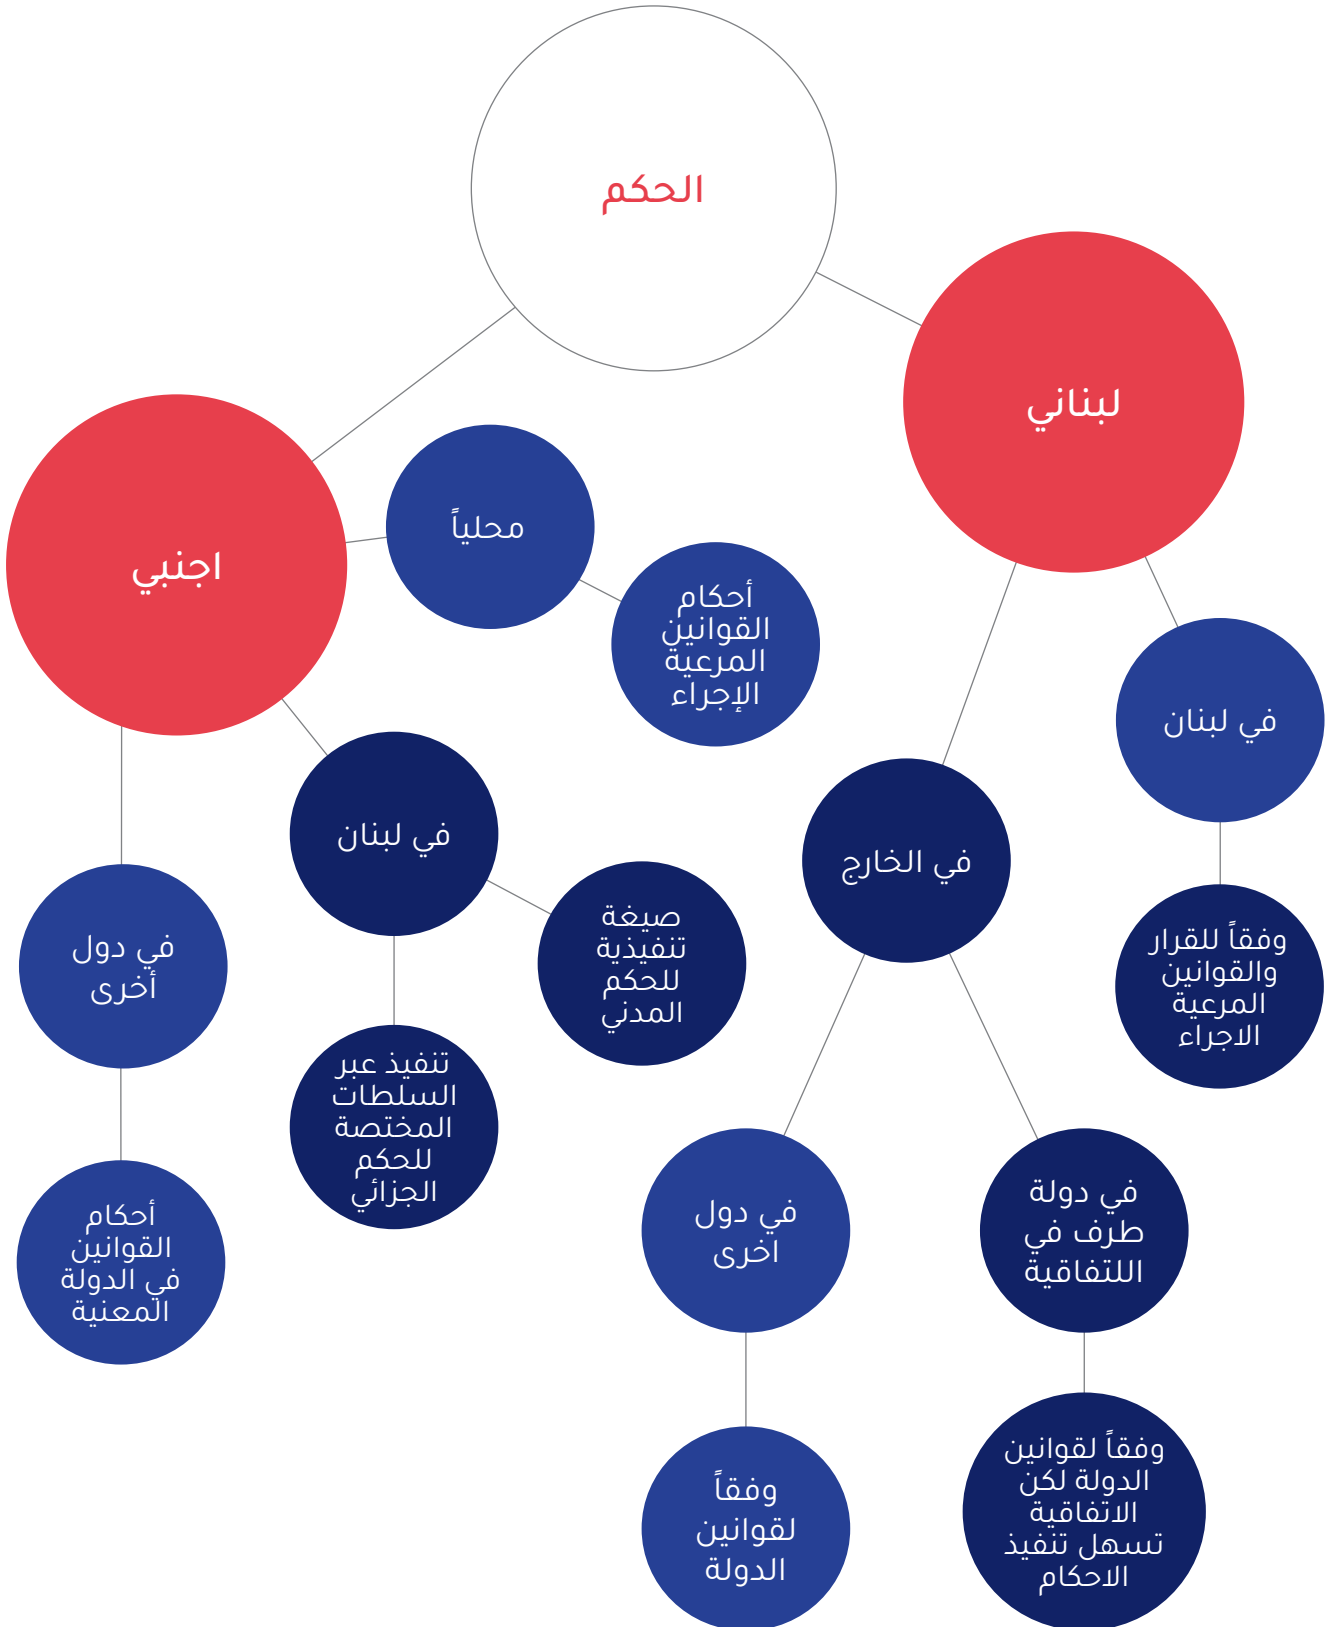 الحكم
لبناني
في لبنان
وفقاً للقرار
والقوانين
المرعية
الاجراء
في الخارج
في دولة
طرف في
اللتفاقية
وفقاً لقوانين
الدولة لكن
الاتفاقية
تسهل تنفيذ
الاحكام
في دول
اخرى
وفقاً
لقوانين
الدولة
اجنبي
محلياً
أحكام
القوانين
المرعية
الإجراء
في لبنان
صيغة
تنفيذية
للحكم
المدني
تنفيذ عبر
السلطات
المختصة
للحكم
الجزائي
في دول
أخرى
أحكام
القوانين
في الدولة
المعنية